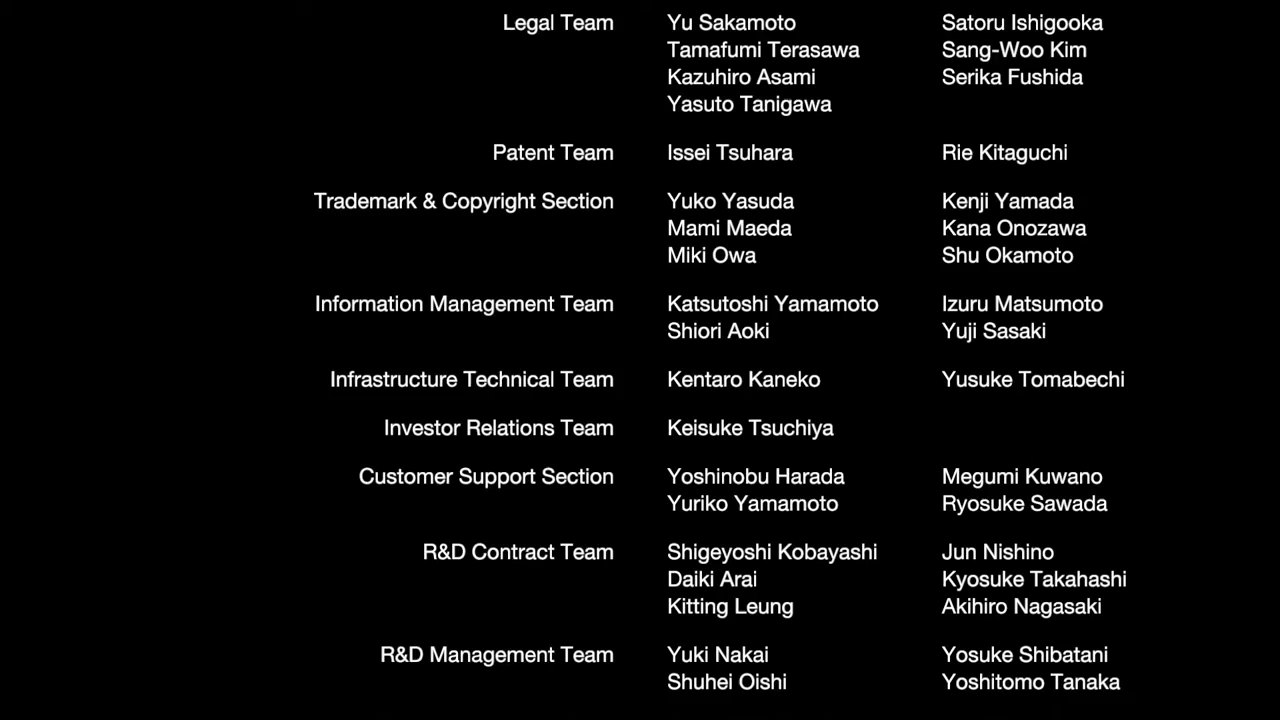 Legal Team Yu Sakamoto Satoru Ishigooka
Tamafumi Terasawa Sang-Woo Kim
Kazuhiro Asami Serika Fushida
Yasuto Tanigawa
Patent Team Issei Tsuhara Rie Kitaguchi
Trademark & Copyright Section Yuko Yasuda Kenji Yamada
Mami Maeda Kana Onozawa
Miki Owa Shu Okamoto
Information Management Team Katsutoshi Yamamoto Izuru Matsumoto
Shiori Aoki Yuji Sasaki
Infrastructure Technical Team Kentaro Kaneko Yusuke Tomabechi
Investor Relations Team Keisuke Tsuchiya
Customer Support Section Yoshinobu Harada Megumi Kuwano
Yuriko Yamamoto Ryosuke Sawada
R&D Contract Team Shigeyoshi Kobayashi Jun Nishino
Daiki Arai Kyosuke Takahashi
Kitting Leung Akihiro Nagasaki
R&D Management Team Yuki Nakai Yosuke Shibatani
Shuhei Oishi Yoshitomo Tanaka